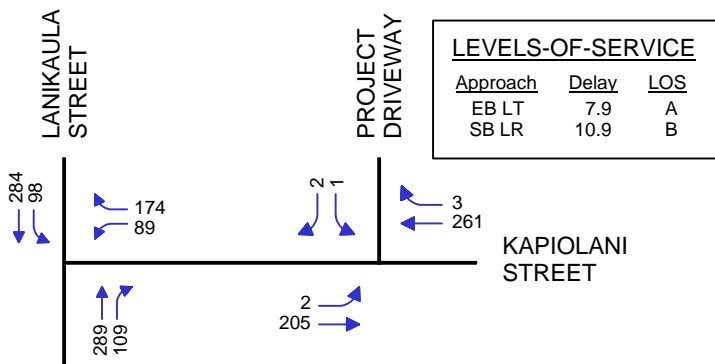 LANIKAULA
STREET
PROJECT
DRIVEWAY
LEVELS-OF-SERVICE
Approach Delay LOS
EB LT 7.9 A
SB LR 10.9 B
284
98
174
89
2
1
3
261
KAPIOLANI
STREET
289
109
2
205